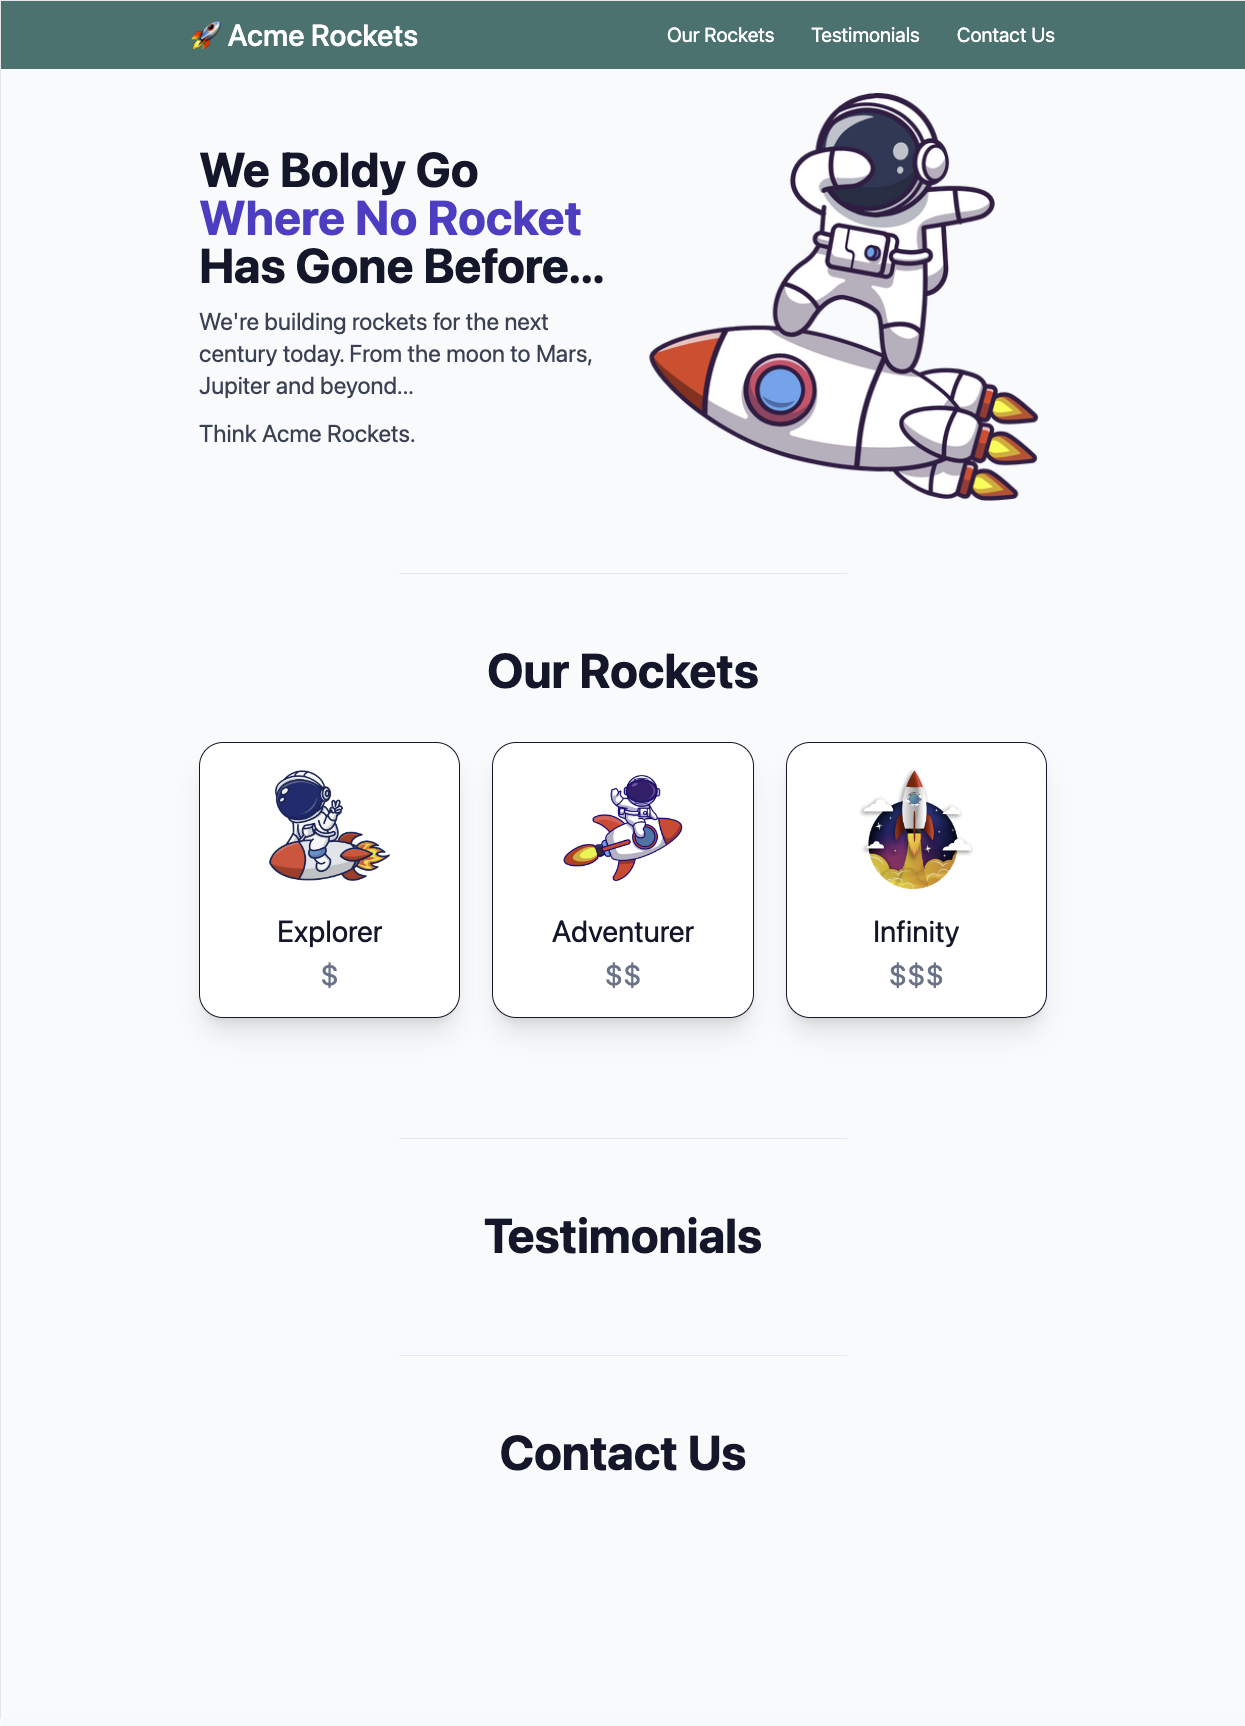 🚀 Acme Rockets
Our Rockets
Testimonials
Contact Us
We Boldy Go
Where No Rocket
Has Gone Before...
We're building rockets for the next
century today. From the moon to Mars,
Jupiter and beyond...
Think Acme Rockets.
Our Rockets
Explorer
$
Adventurer
$$
Infinity
$$$
Testimonials
Contact Us